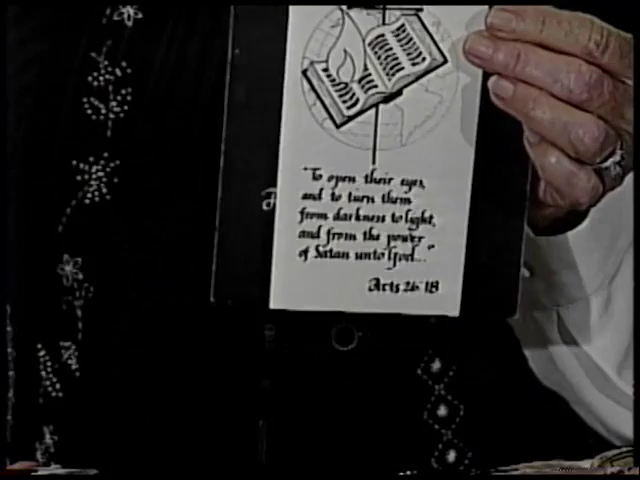 "To open their eyes,
and to turn them
from darkness to light,
and from the power
of Satan unto God..."
Acts 26:18